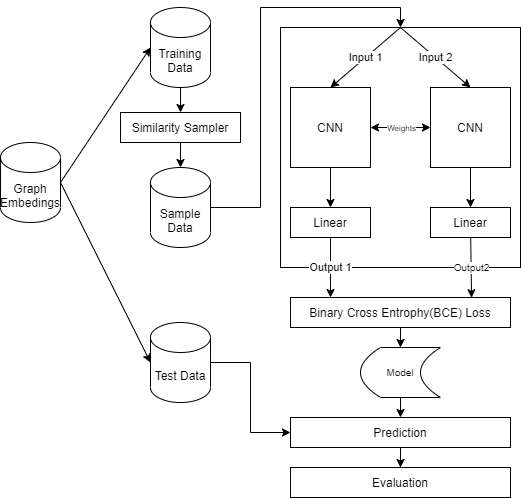 Training
Data
Input 1
Input 2
Similarity Sampler
CNN
Weights
CNN
Graph
Embedings
Sample
Data
Linear
Linear
Output 1
Output2
Binary Cross Entropy(BCE) Loss
Test Data
Model
Prediction
Evaluation